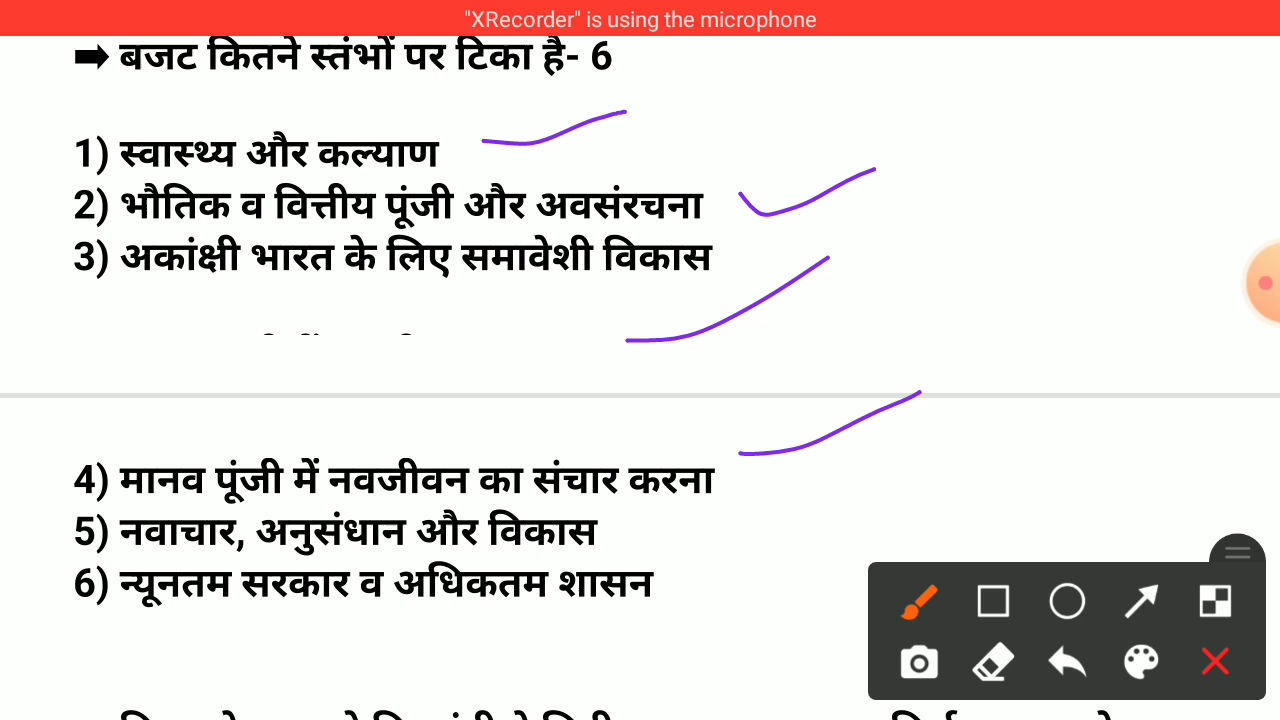 "XRecorder" is using the microphone
➡ बजट कितने स्तंभों पर टिका है- 6
1) स्वास्थ्य और कल्याण
2) भौतिक व वित्तीय पूंजी और अवसंरचना
3) अकांक्षी भारत के लिए समावेशी विकास
4) मानव पूंजी में नवजीवन का संचार करना
5) नवाचार, अनुसंधान और विकास
6) न्यूनतम सरकार व अधिकतम शासन